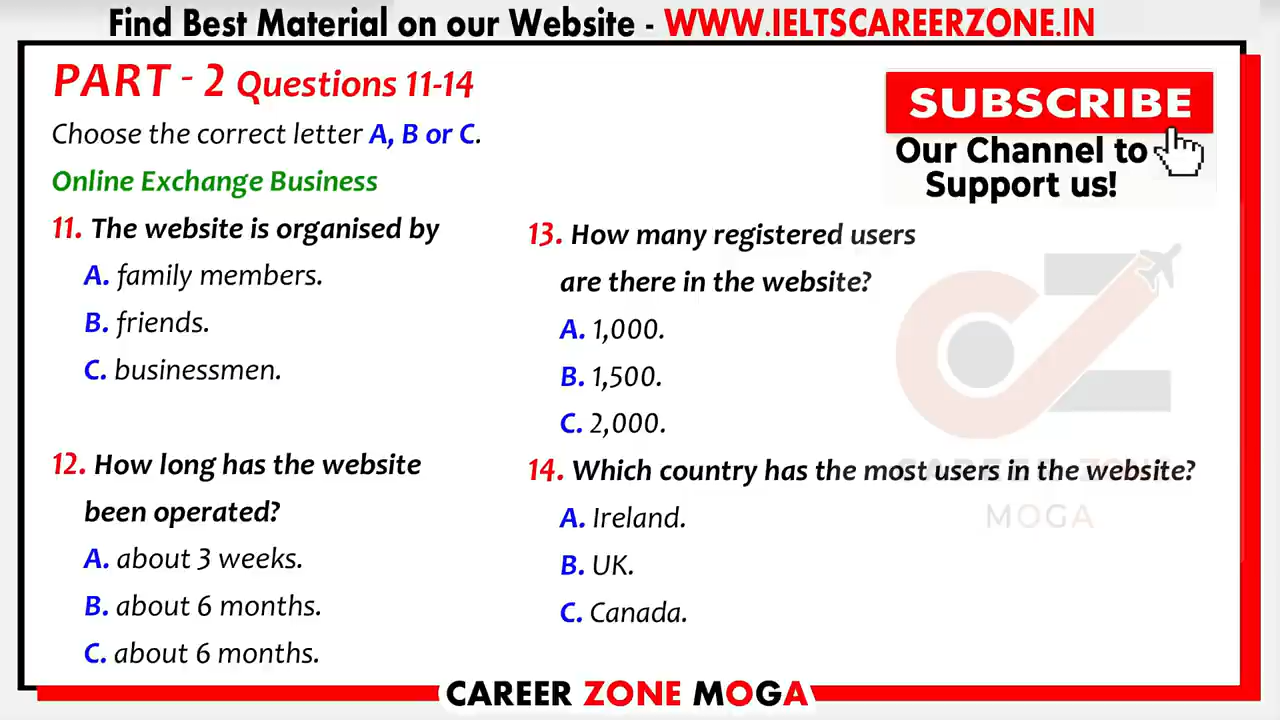 Find Best Material on our Website - WWW.IELTSCAREERZONE.IN
PART - 2 Questions 11-14
Choose the correct letter A, B or C.
Online Exchange Business
11. The website is organised by
A. family members.
B. friends.
C. businessmen.
12. How long has the website
been operated?
A. about 3 weeks.
B. about 6 months.
C. about 6 months.
SUBSCRIBE
Our Channel to
Support us!
13. How many registered users
are there in the website?
A. 1,000.
B. 1,500.
C. 2,000.
14. Which country has the most users in the website?
A. Ireland.
B. UK.
C. Canada.
CAREER ZONE
MOGA
CAREER ZONE MOGA